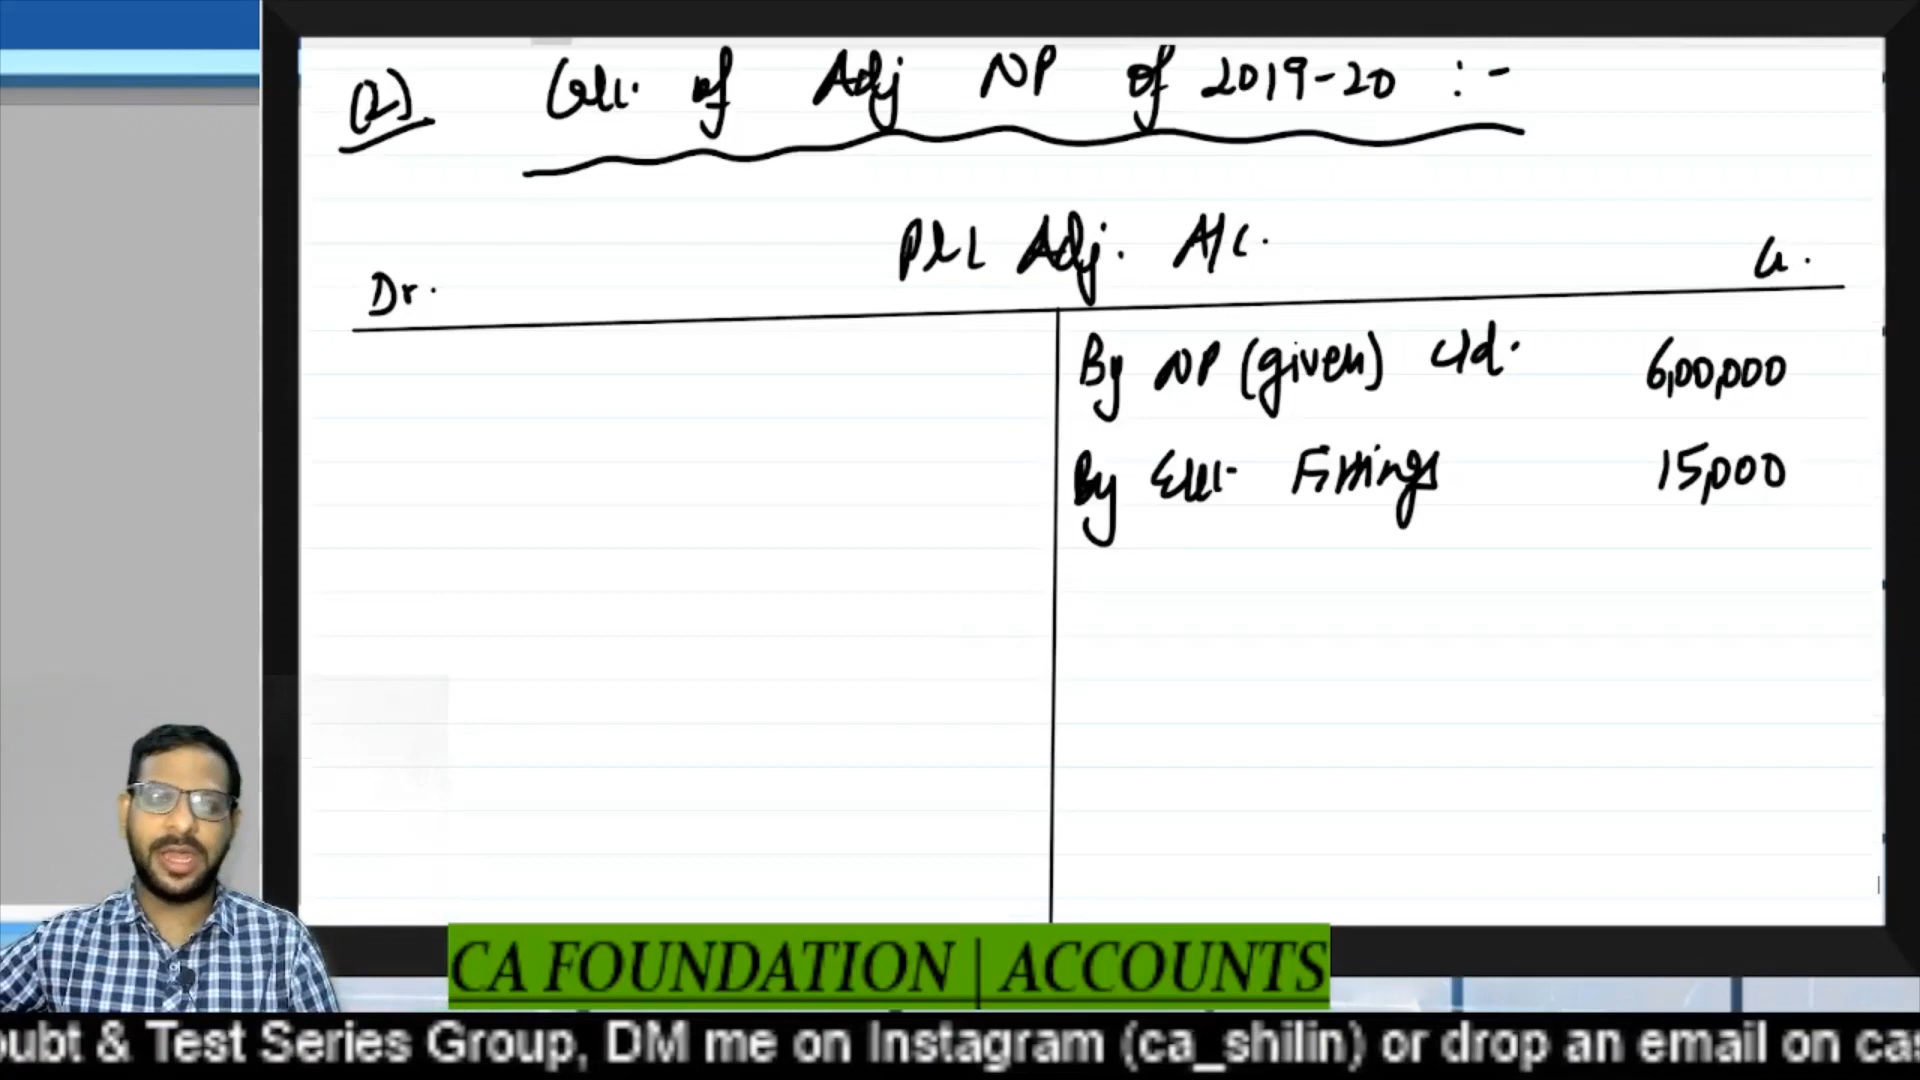 (2) Calc. of Adj NP of 2019-20 :-
P&L Adj. A/c.
Dr. Cr.
By NP (given) c/d. 6,00,000
By Elec. Fittings 15,000
CA FOUNDATION | ACCOUNTS
oubt & Test Series Group, DM me on Instagram (ca_shilin) or drop an email on cas